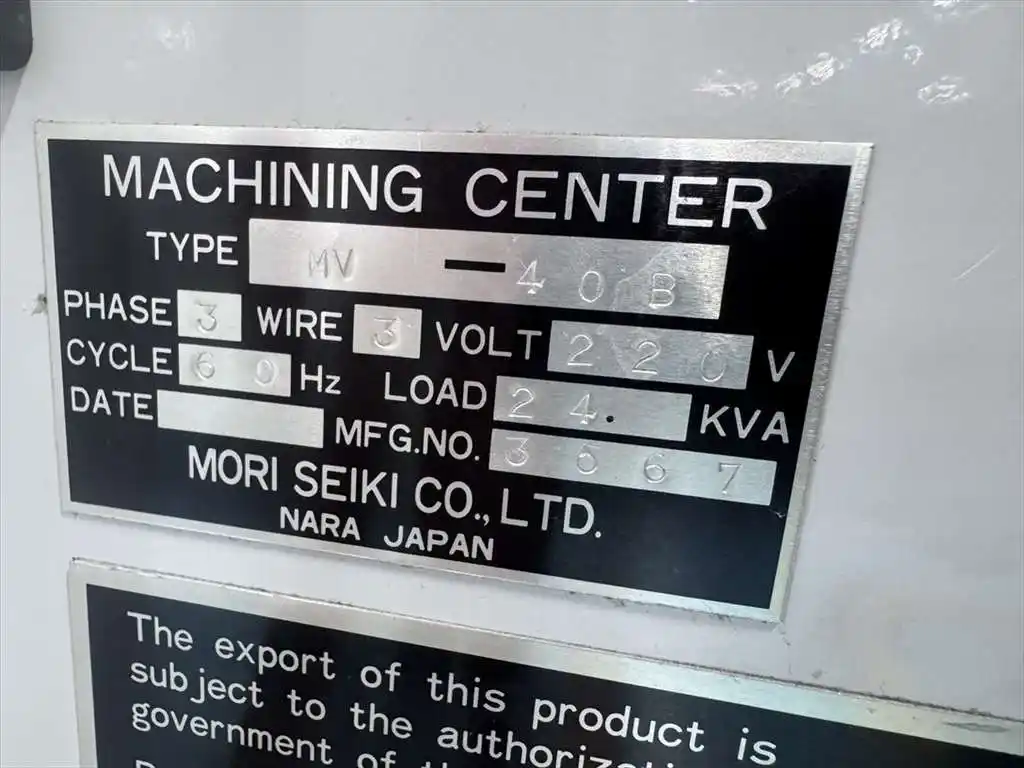 MACHINING CENTER
TYPE MV - 40B
PHASE 3 WIRE 3 VOLT 220 V
CYCLE 60 Hz LOAD 24. KVA
DATE MFG.NO. 3667
MORI SEIKI CO., LTD.
NARA JAPAN
The export of this product is
subject to the
government of